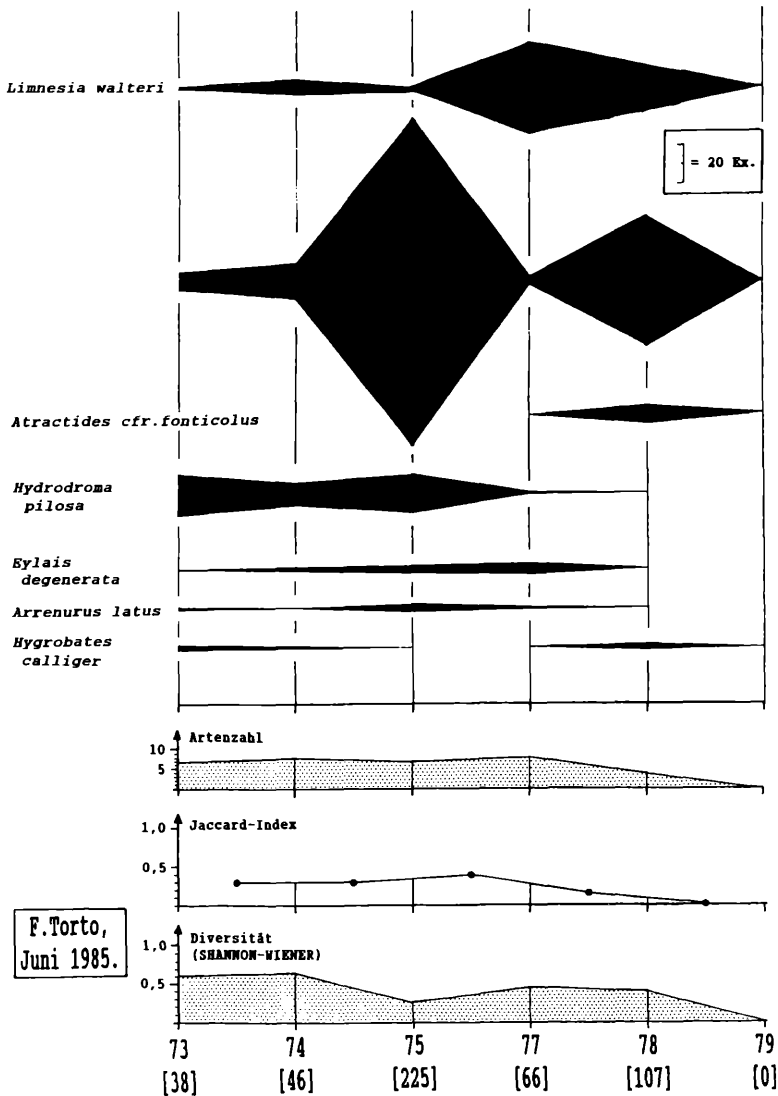 Limnesia walteri
= 20 Ex.
Atractides cfr.fonticolus
Hydrodroma
pilosa
Eylais
degenerata
Arrenurus latus
Hygrobates
calliger
Artenzahl
10
5
Jaccard-Index
1,0
0,5
F.Torto,
Juni 1985.
Diversität
(SHANNON-WIENER)
1,0
0,5
73 74 75 77 78 79
[38] [46] [225] [66] [107] [0]